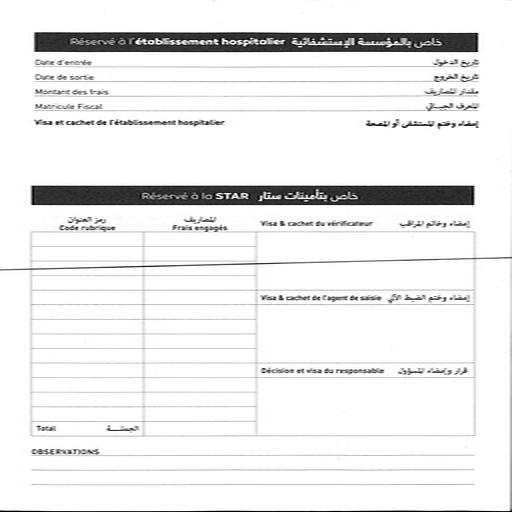 Réservé à l'établissement hospitalier خاص بالمؤسسة الإستشفائية
Date d'entrée تاريخ الدخول
Date de sortie تاريخ الخروج
Montant des frais مقدار المصاريف
Matricule Fiscal المعرف الجبائي
Visa et cachet de l'établissement hospitalier إمضاء وختم المستشفى أو المصحة
Réservé à la STAR خاص بتأمينات ستار
رمز العنوان المصاريف
Code rubrique Frais engagés Visa & cachet du vérificateur إمضاء وخاتم المراقب
Visa & cachet de l'agent de saisie إمضاء وختم الضبط الآلي
Décision et visa du responsable قرار وإمضاء المسؤول
Total الجملة
OBSERVATIONS